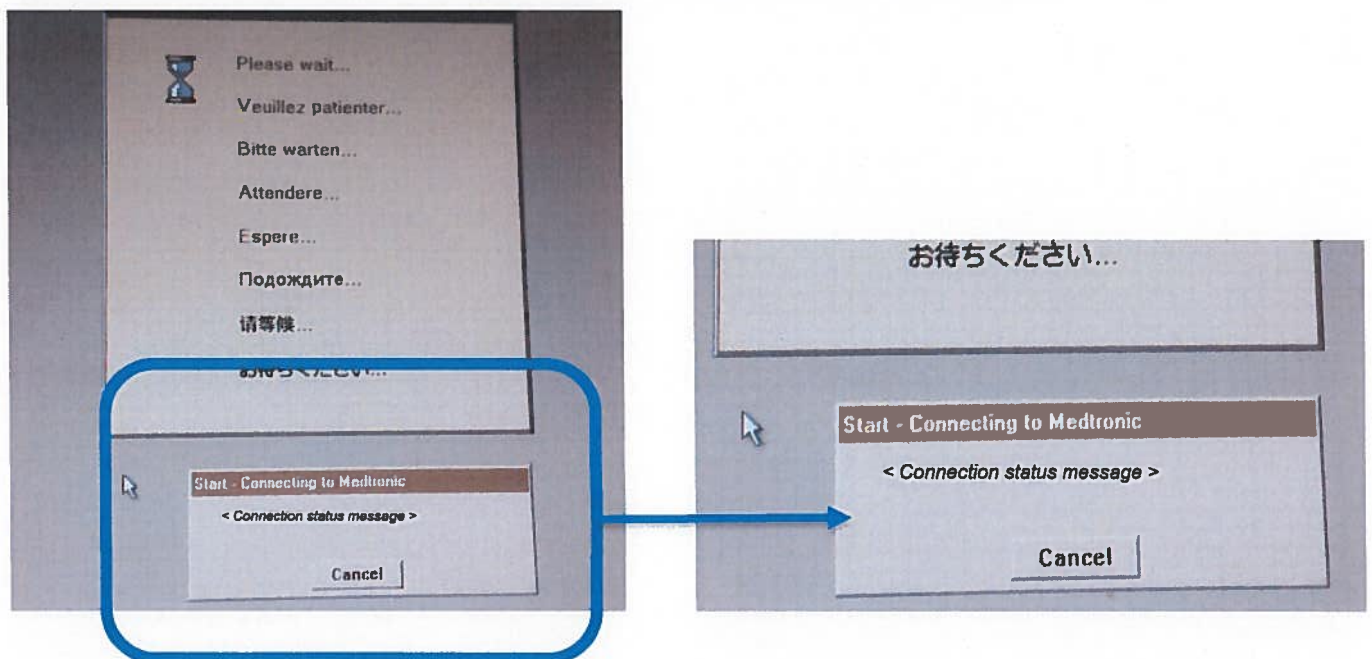 Please wait...
Veuillez patienter...
Bitte warten...
Attendere...
Espere...
Подождите...
请等候...
お待ちください...
Start - Connecting to Medtronic
< Connection status message >
Cancel
お待ちください...
Start - Connecting to Medtronic
< Connection status message >
Cancel